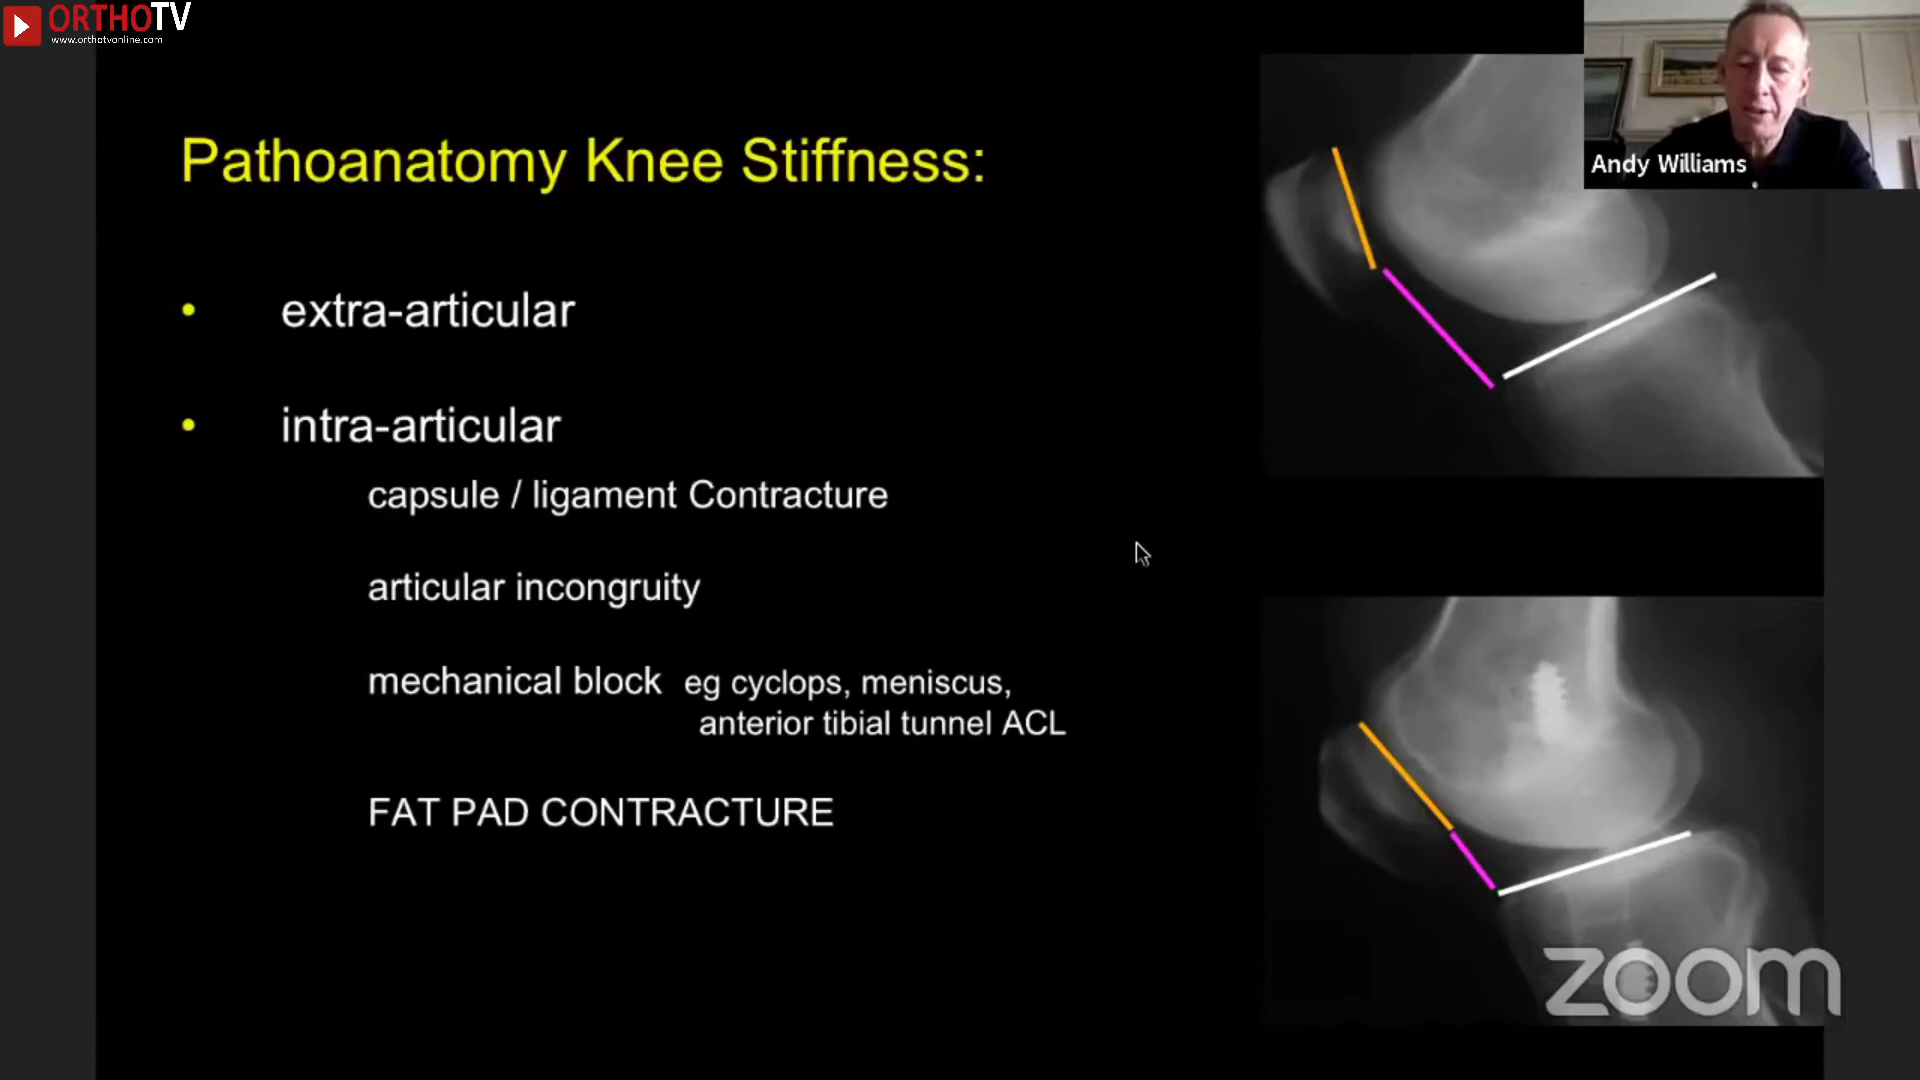 ORTHOTV
www.orthotvonline.com
Andy Williams
Pathoanatomy Knee Stiffness:
• extra-articular
• intra-articular
capsule / ligament Contracture
articular incongruity
mechanical block eg cyclops, meniscus,
anterior tibial tunnel ACL
FAT PAD CONTRACTURE
zoom